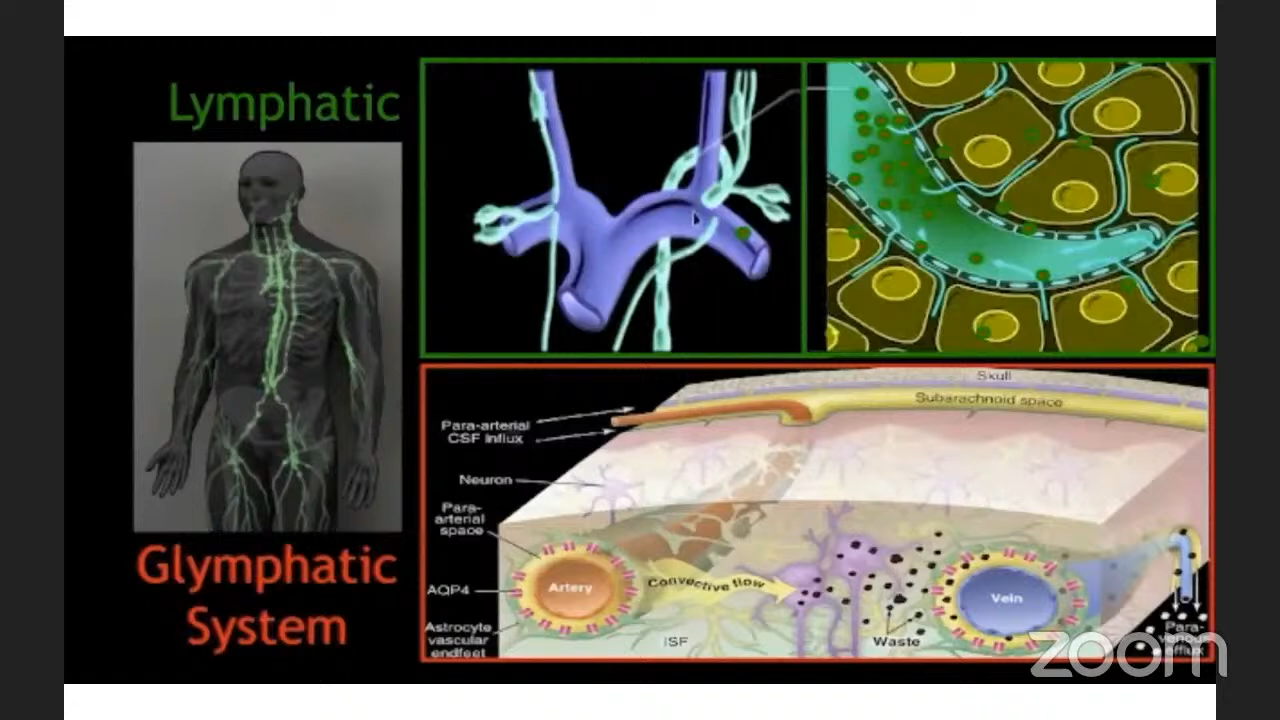 Lymphatic
Glymphatic
System
Skull
Subarachnoid space
Para-arterial
CSF Influx
Neuron
Para-
arterial
space
AQP4
Astrocyte
vascular
endfeet
Artery
Convective flow
ISF
Waste
Vein
Para-
venous
efflux
zoom